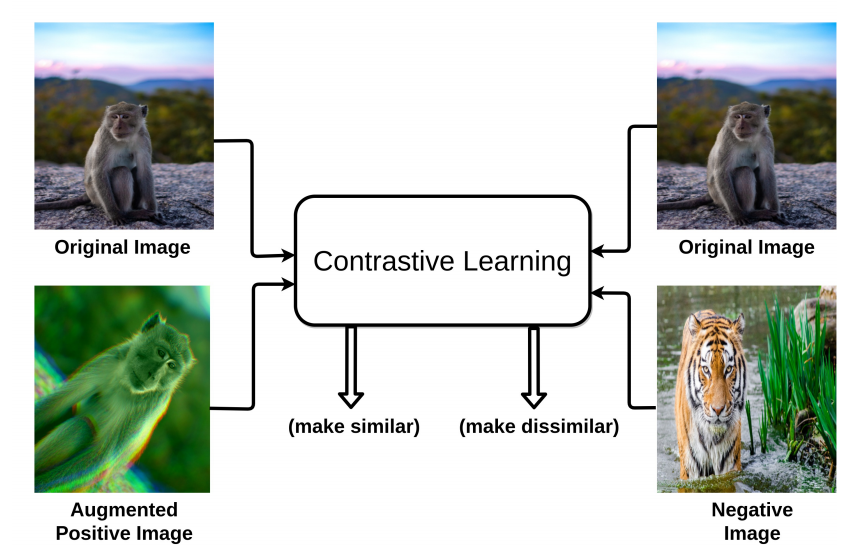 Original Image
Original Image
Contrastive Learning
(make similar)
(make dissimilar)
Augmented
Positive Image
Negative
Image